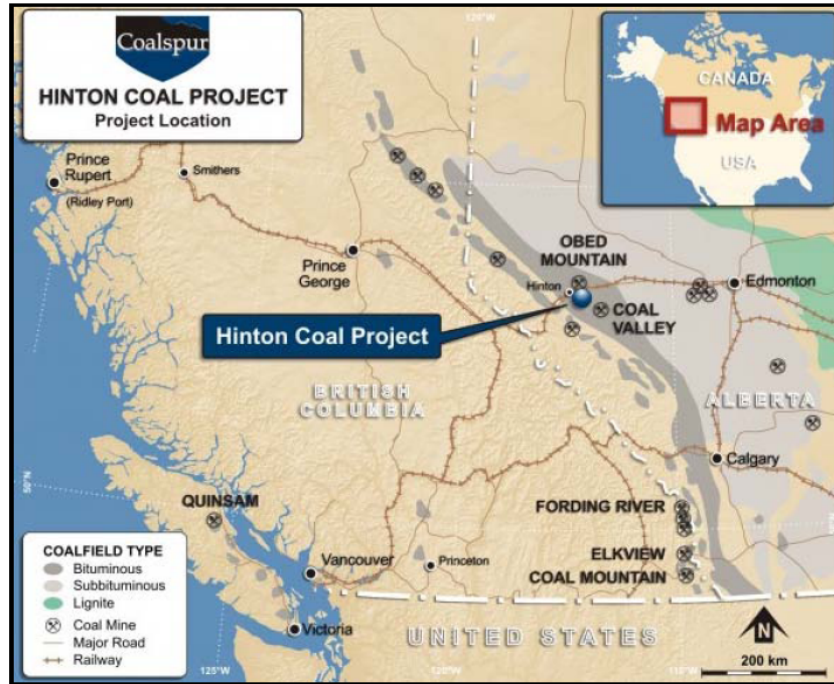 Coalspur
HINTON COAL PROJECT
Project Location
120°W
CANADA
Map Area
USA
Prince
Rupert
(Ridley Port)
Smithers
Prince
George
OBED
MOUNTAIN
Hinton
Edmonton
COAL
VALLEY
Hinton Coal Project
BRITISH
COLUMBIA
ALBERTA
Calgary
50°N
QUINSAM
FORDING RIVER
ELKVIEW
COAL MOUNTAIN
Vancouver
Princeton
Victoria
UNITED STATES
COALFIELD TYPE
Bituminous
Subbituminous
Lignite
Coal Mine
Major Road
Railway
125°W
120°W
115°W
N
200 km